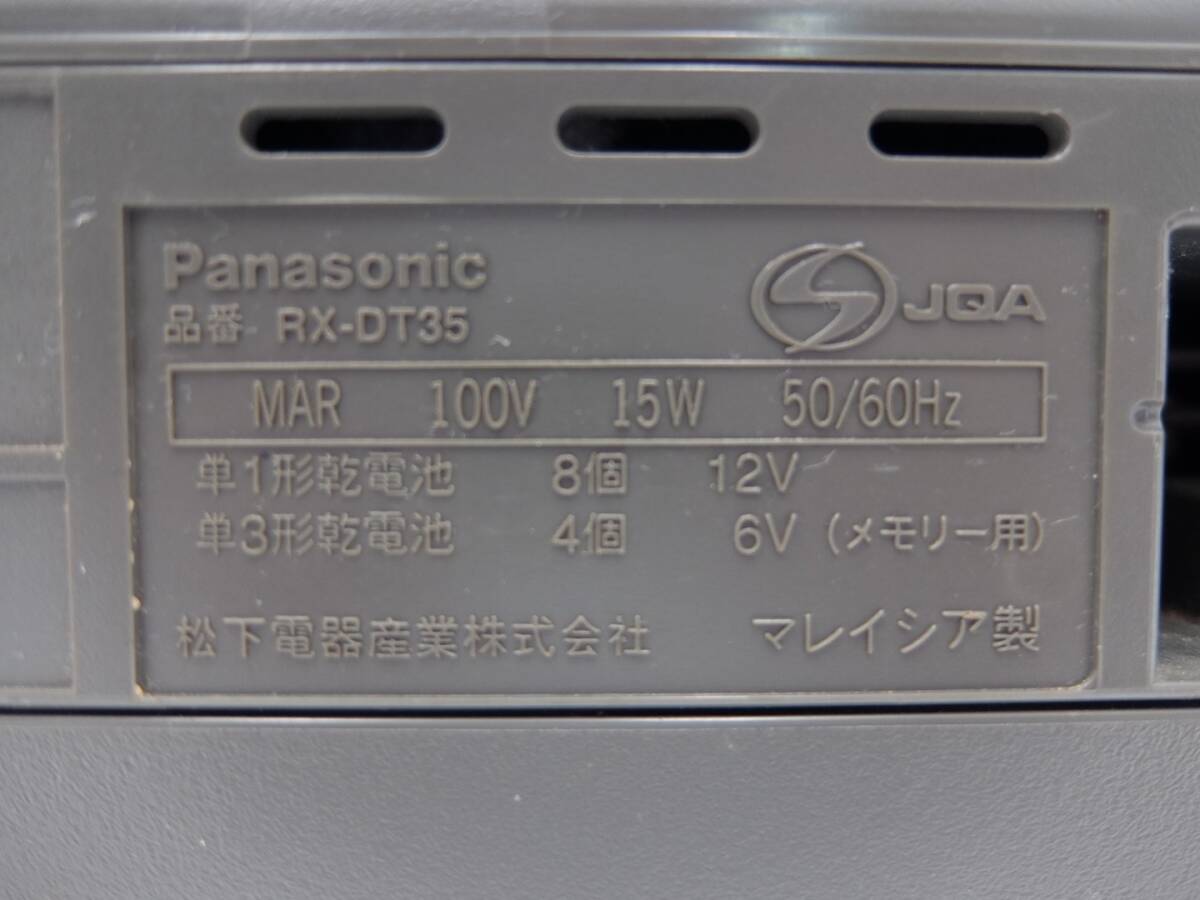 Panasonic
品番 RX-DT35
JQA
MAR 100V 15W 50/60Hz
単1形乾電池 8個 12V
単3形乾電池 4個 6V (メモリー用)
松下電器産業株式会社 マレイシア製